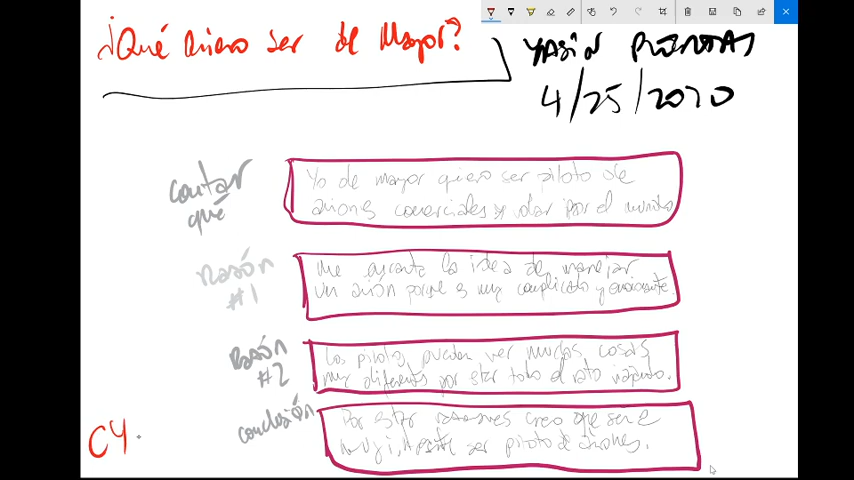 ¿Qué quiero ser de Mayor?
YASIN
4/25/2020
contar
qué
Yo de mayor quero ser piloto de
aviones comerciales y volar por el mundo
Razón
#1
me encanta la idea de manejar
un avión porque es muy complicado y emocionante.
Razón
#2
Los pilotos pueden ver muchas cosas
muy diferentes por estar todo el rato
conclusión
Por estas razones creo que
ser piloto de aviones.
C4